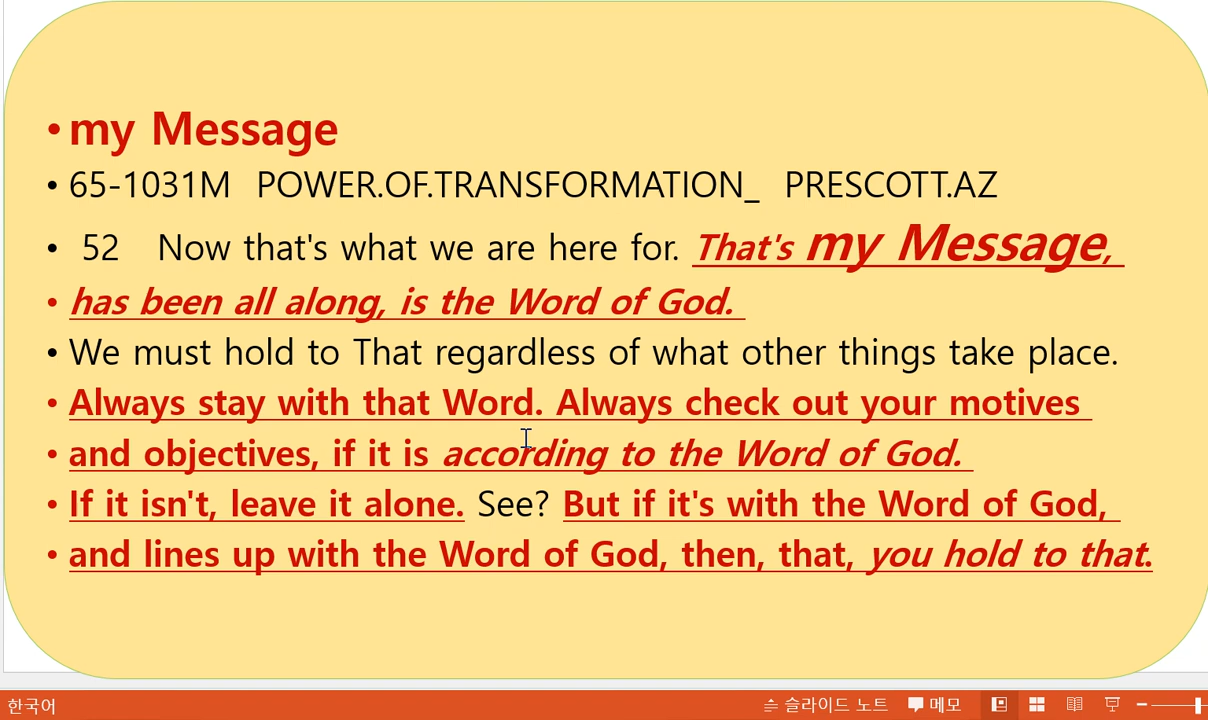 • my Message
• 65-1031M POWER.OF.TRANSFORMATION_ PRESCOTT.AZ
• 52 Now that's what we are here for. That's my Message,
• has been all along, is the Word of God.
• We must hold to That regardless of what other things take place.
• Always stay with that Word. Always check out your motives
• and objectives, if it is according to the Word of God.
• If it isn't, leave it alone. See? But if it's with the Word of God,
• and lines up with the Word of God, then, that, you hold to that.
한국어 슬라이드 노트 메모